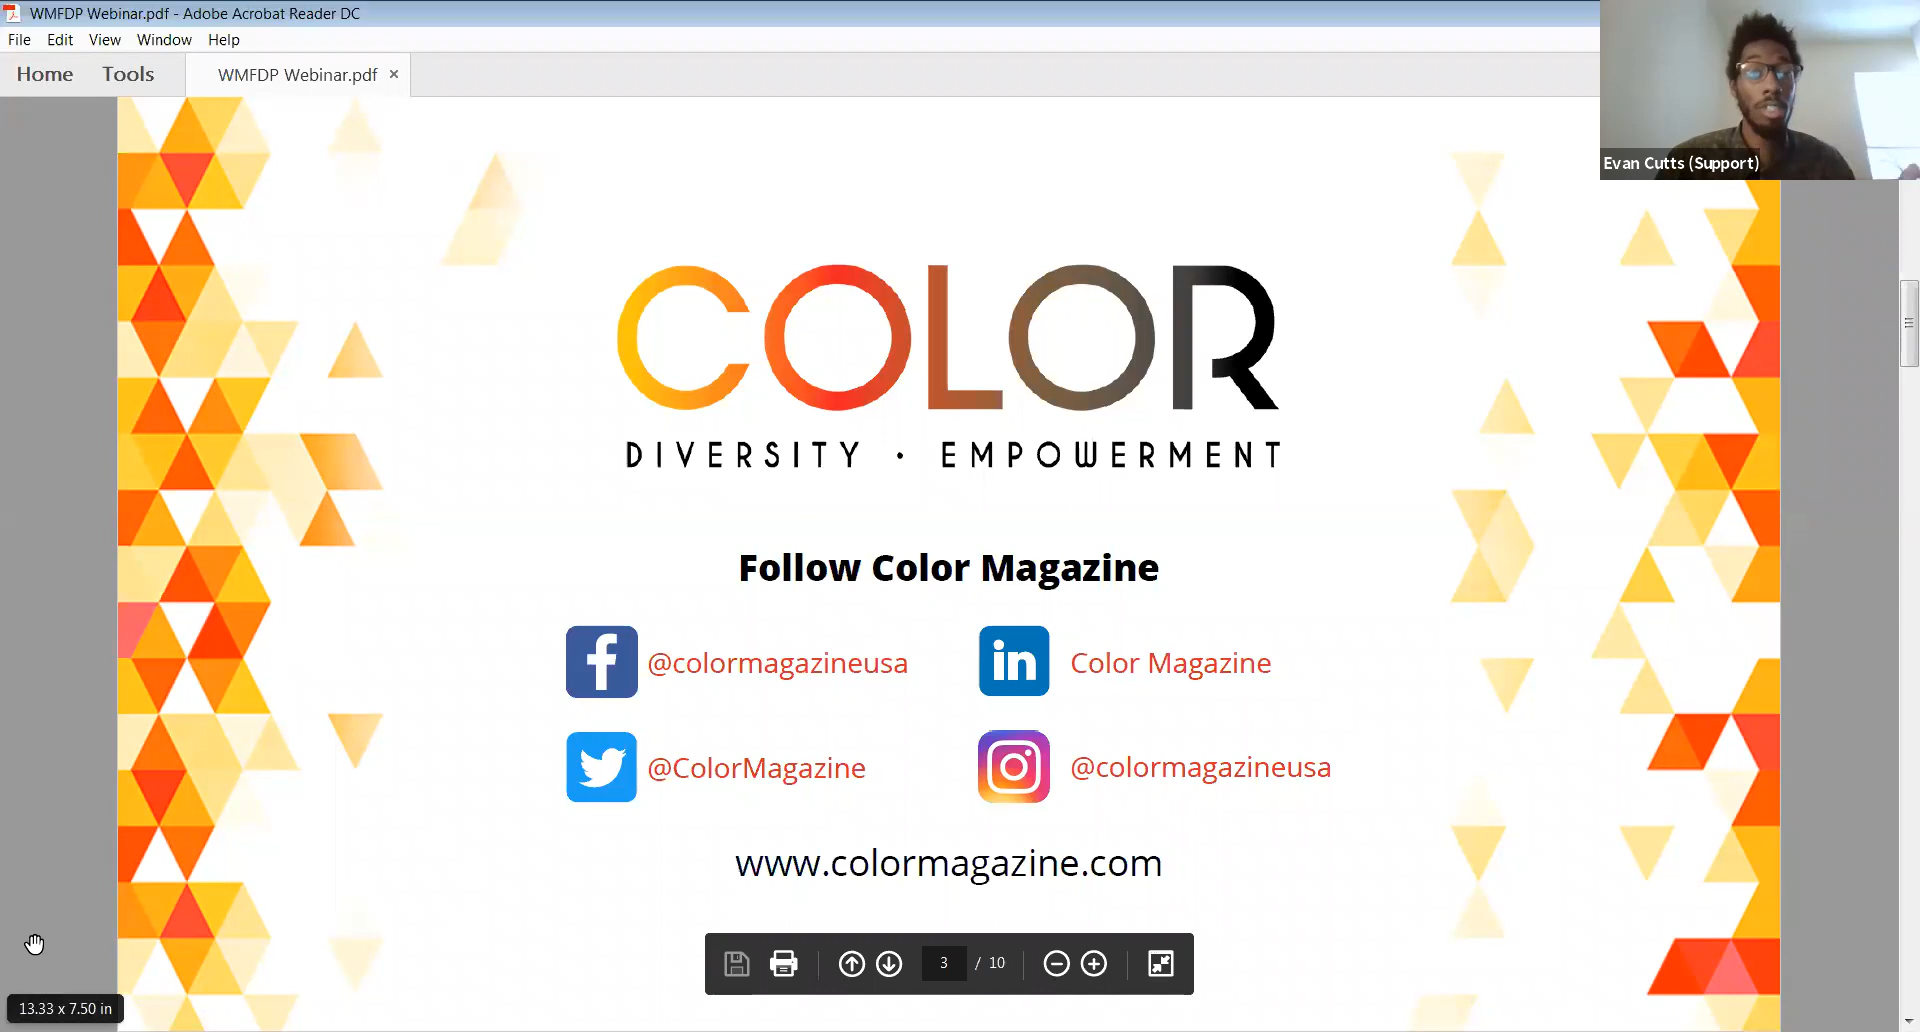 WMFDP Webinar.pdf - Adobe Acrobat Reader DC
File Edit View Window Help
Home Tools WMFDP Webinar.pdf ×
Evan Cutts (Support)
COLOR
DIVERSITY · EMPOWERMENT
Follow Color Magazine
@colormagazineusa
in Color Magazine
@ColorMagazine
@colormagazineusa
www.colormagazine.com
3 / 10
13.33 x 7.50 in